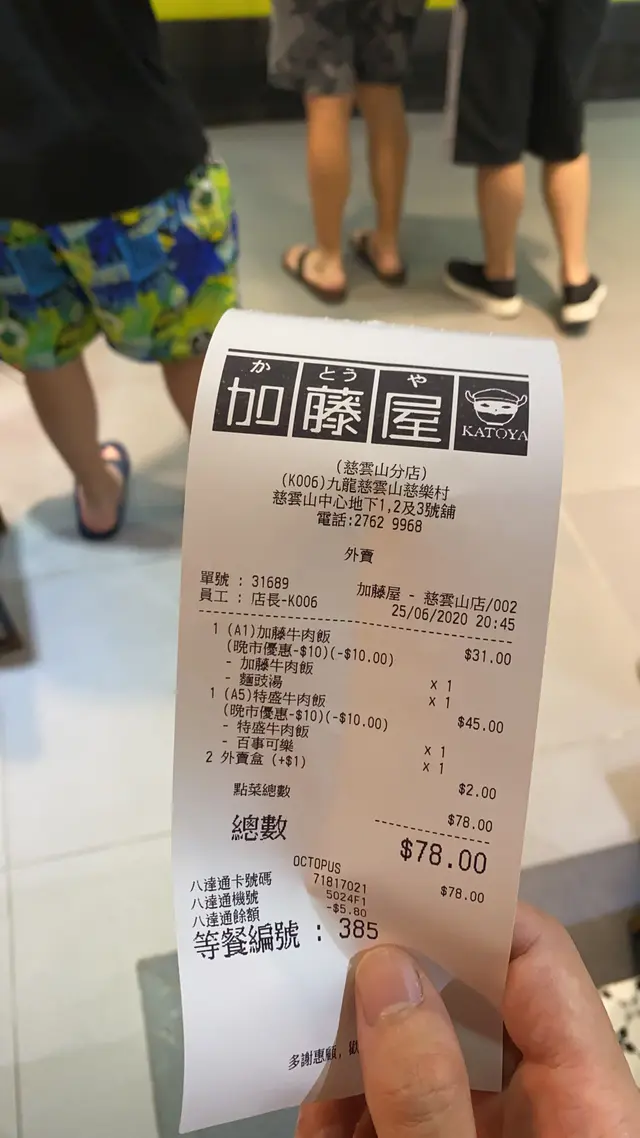 か とう や
加藤屋
KATOYA
(慈雲山分店)
(K006)九龍慈雲山慈樂村
慈雲山中心地下1,2及3號舖
電話:2762 9968
外賣
單號 : 31689
加藤屋 - 慈雲山店/002
員工 : 店長-K006
25/06/2020 20:45
1 (A1)加藤牛肉飯 $31.00
(晚市優惠-$10)(-$10.00)
- 加藤牛肉飯 x 1
- 麵豉湯 x 1
1 (A5)特盛牛肉飯 $45.00
(晚市優惠-$10)(-$10.00)
- 特盛牛肉飯 x 1
- 百事可樂 x 1
2 外賣盒 (+$1) $2.00
點菜總數 $78.00
總數 $78.00
OCTOPUS $78.00
八達通卡號碼 71817021
八達通機號 5024F1
八達通餘額 -$5.80
等餐編號 : 385
多謝惠顧,歡